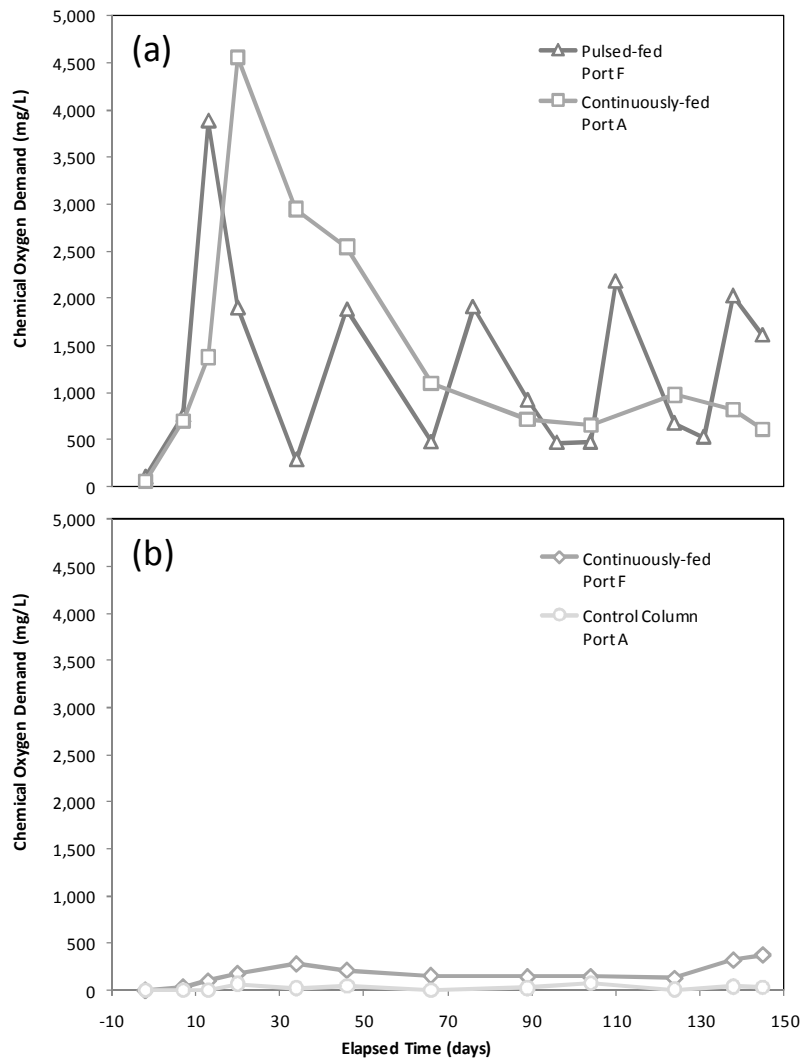 (a)
5,000
4,500
4,000
3,500
3,000
2,500
2,000
1,500
1,000
500
0
Chemical Oxygen Demand (mg/L)
Pulsed-fed
Port F
Continuously-fed
Port A
(b)
5,000
4,500
4,000
3,500
3,000
2,500
2,000
1,500
1,000
500
0
Chemical Oxygen Demand (mg/L)
Continuously-fed
Port F
Control Column
Port A
-10 10 30 50 70 90 110 130 150
Elapsed Time (days)